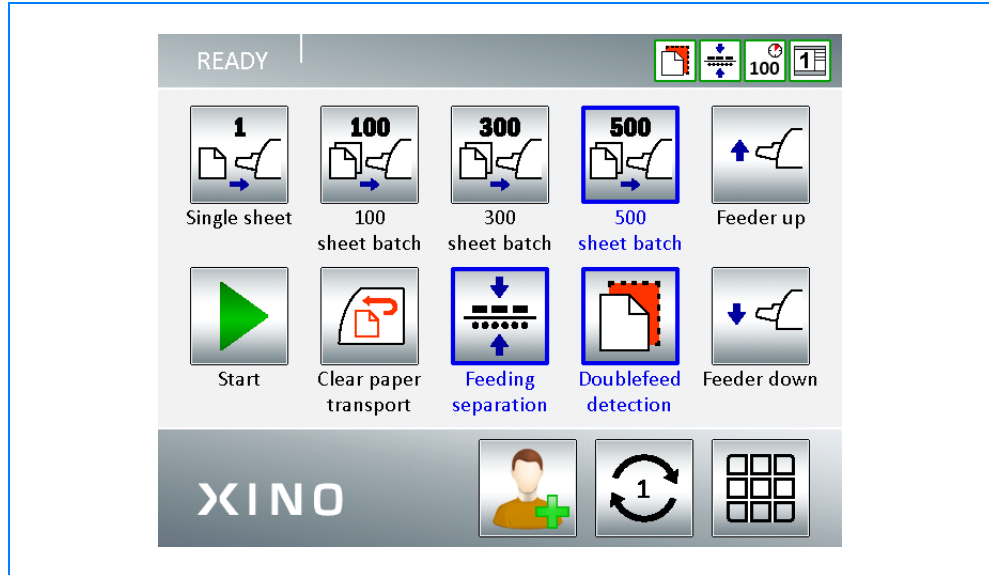 READY
100
1
1
100
300
500
Single sheet
100
sheet batch
300
sheet batch
500
sheet batch
Feeder up
Start
Clear paper
transport
Feeding
separation
Doublefeed
detection
Feeder down
XINO
1